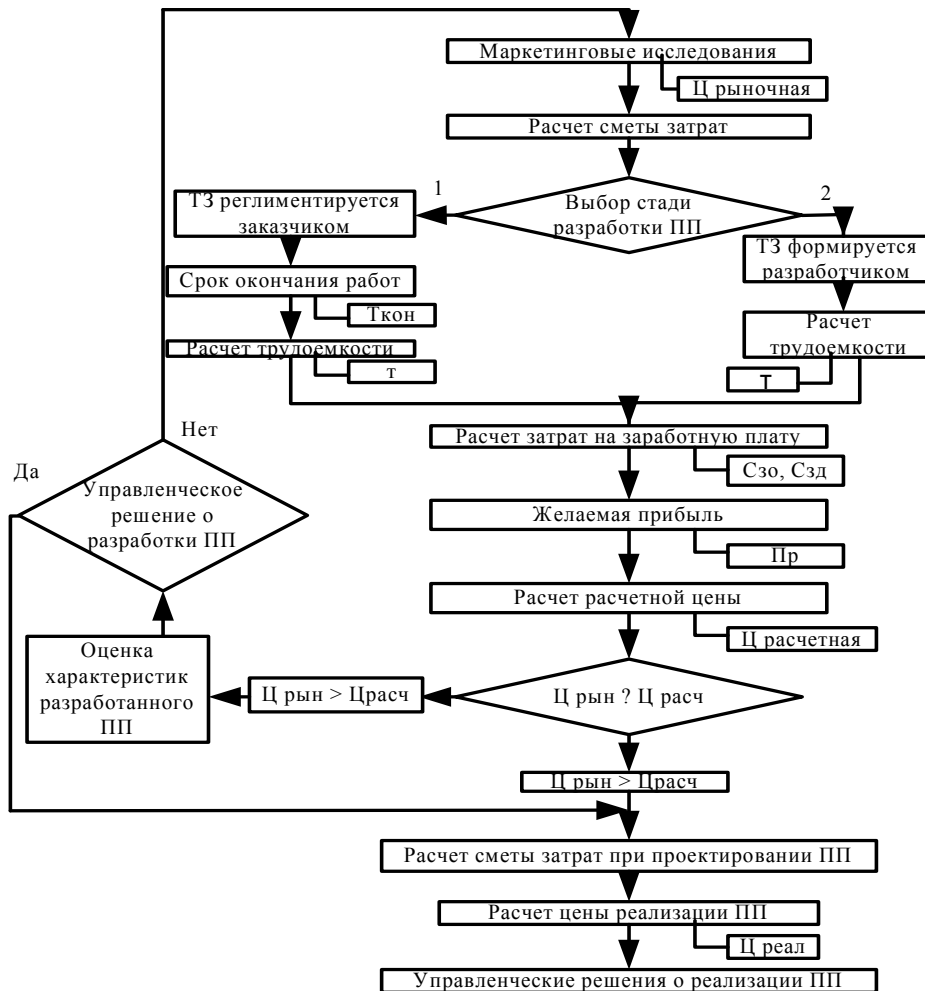 Маркетинговые исследования
Ц рыночная
Расчет сметы затрат
1
2
ТЗ реглиментируется
заказчиком
Выбор стади
разработки ПП
ТЗ формируется
разработчиком
Срок окончания работ
Ткон
Расчет
трудоемкости
Расчет трудоемкости
т
Т
Нет
Да
Расчет затрат на заработную плату
Сзо, Сзд
Управленческое
решение о
разработки ПП
Желаемая прибыль
Пр
Расчет расчетной цены
Ц расчетная
Оценка
характеристик
разработанного
ПП
Ц рын > Црасч
Ц рын ? Ц расч
Ц рын > Црасч
Расчет сметы затрат при проектировании ПП
Расчет цены реализации ПП
Ц реал
Управленческие решения о реализации ПП